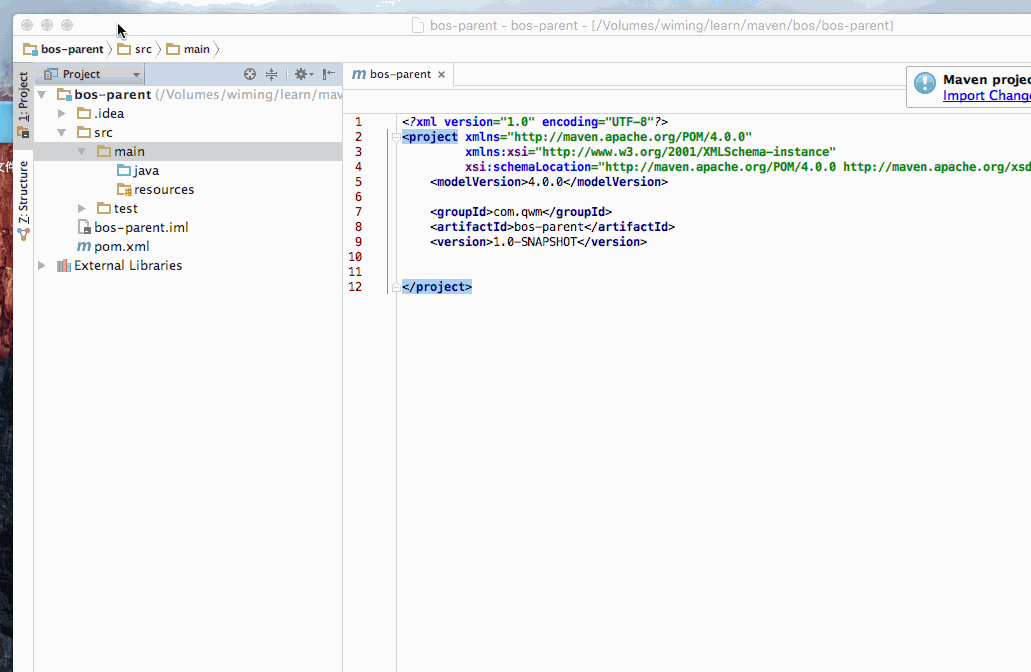 bos-parent - bos-parent - [/Volumes/wiming/learn/maven/bos/bos-parent]
bos-parent src main
1: Project
Z: Structure
Project
bos-parent (/Volumes/wiming/learn/mav
.idea
src
main
java
resources
test
bos-parent.iml
m pom.xml
External Libraries
m bos-parent ×
Maven projec
Import Change
1 <?xml version="1.0" encoding="UTF-8"?>
2 <project xmlns="http://maven.apache.org/POM/4.0.0"
3 xmlns:xsi="http://www.w3.org/2001/XMLSchema-instance"
4 xsi:schemaLocation="http://maven.apache.org/POM/4.0.0 http://maven.apache.org/xsd
5 <modelVersion>4.0.0</modelVersion>
6
7 <groupId>com.qwm</groupId>
8 <artifactId>bos-parent</artifactId>
9 <version>1.0-SNAPSHOT</version>
10
11
12 </project>